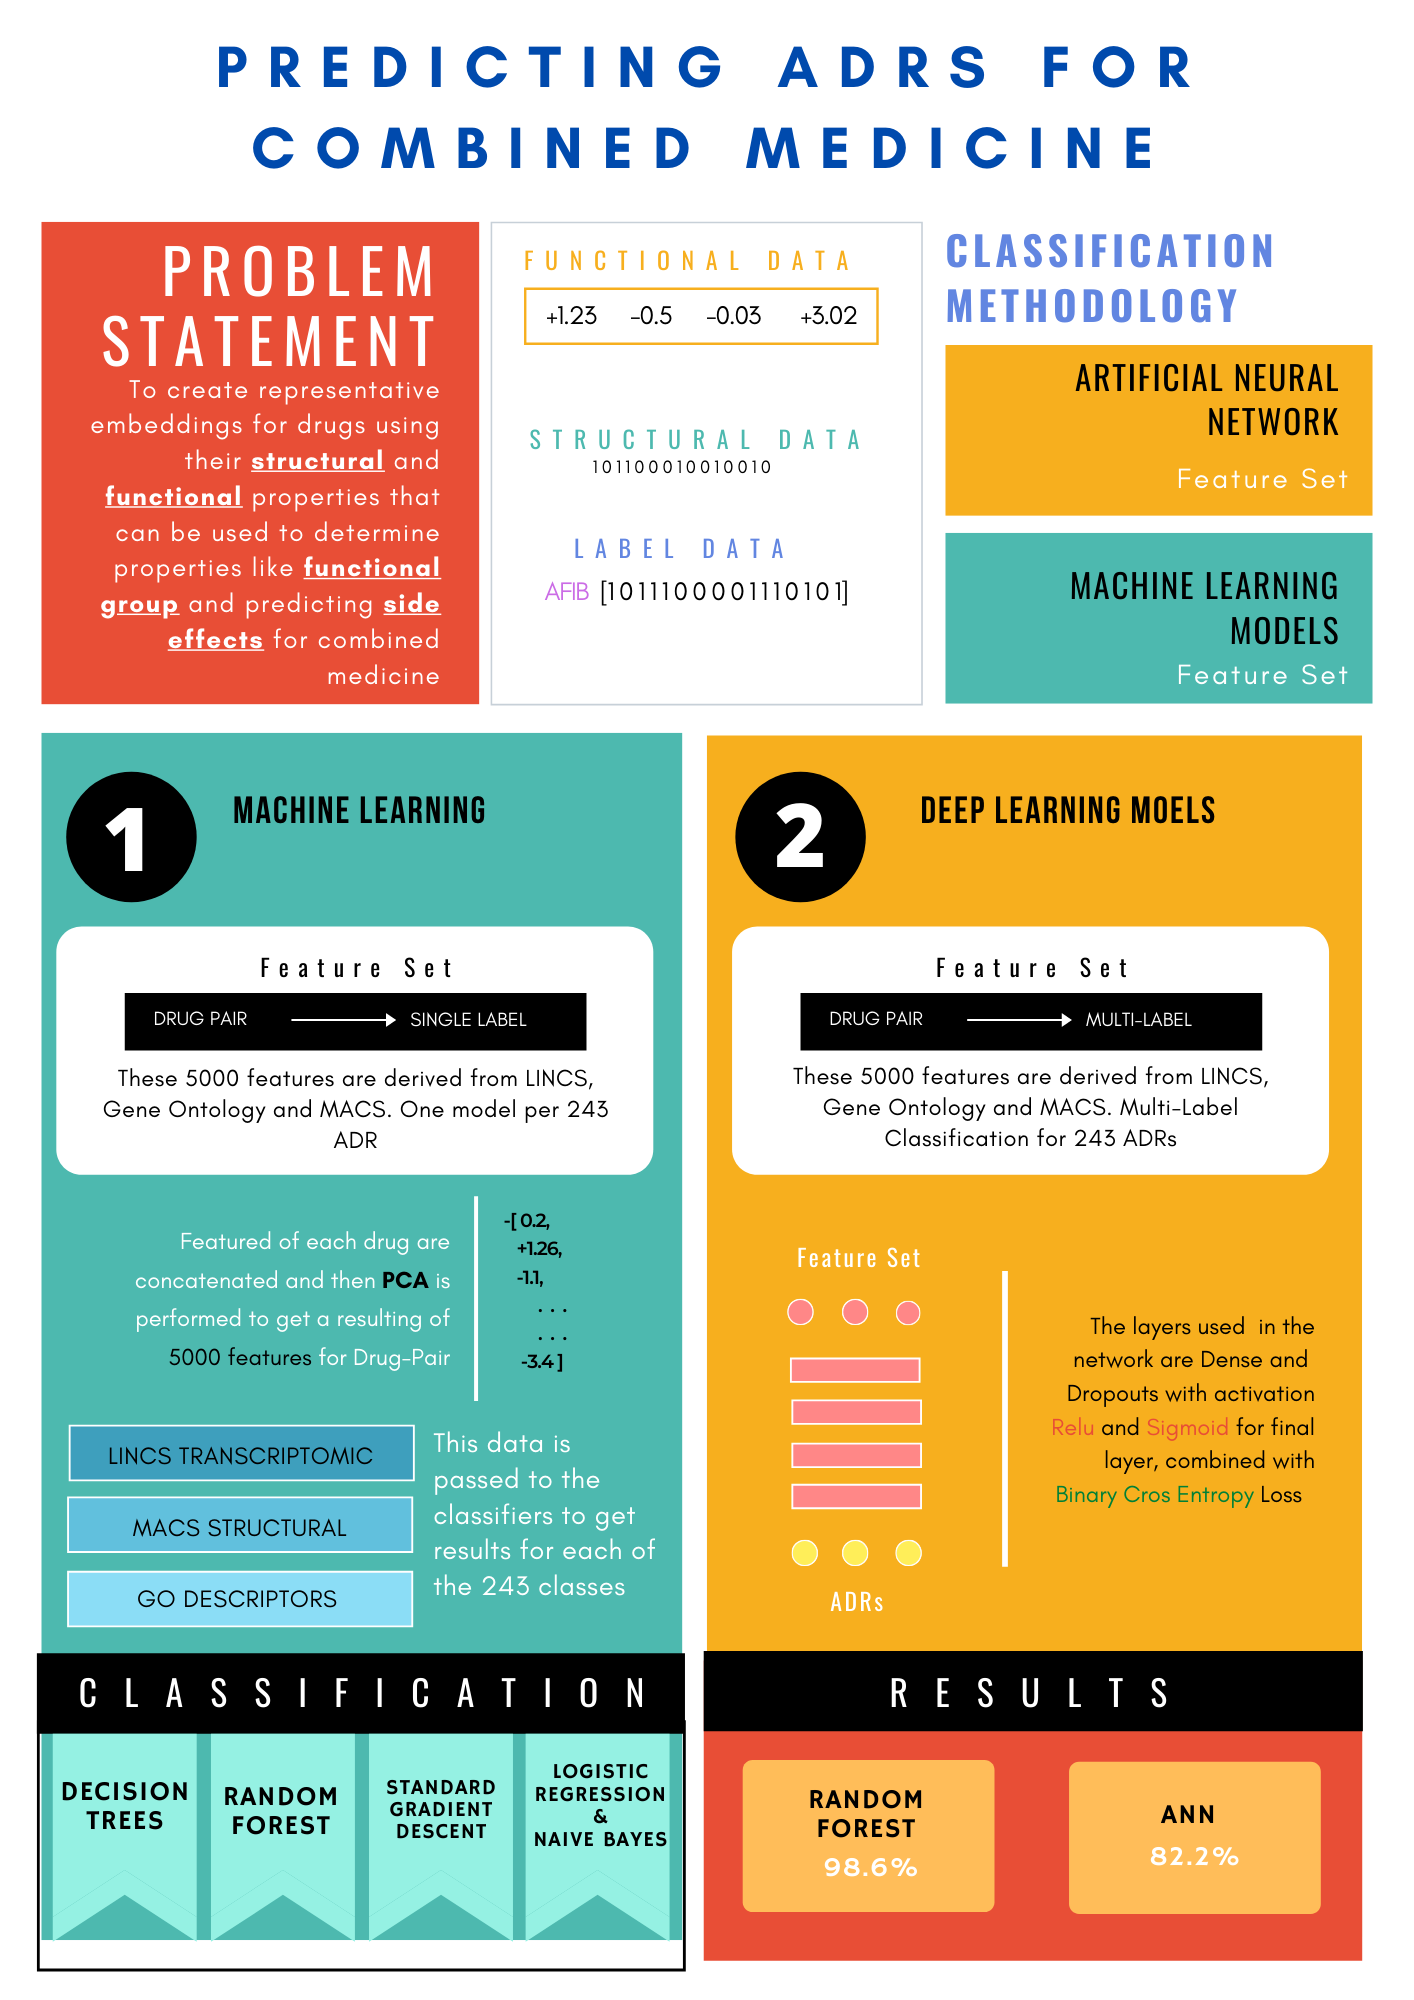 PREDICTING ADRS FOR
COMBINED MEDICINE
PROBLEM
STATEMENT
To create representative
embeddings for drugs using
their structural and
functional properties that
can be used to determine
properties like functional
group and predicting side
effects for combined
medicine
FUNCTIONAL DATA
+1.23 -0.5 -0.03 +3.02
STRUCTURAL DATA
101100010010010
LABEL DATA
AFIB [1011100001110101]
CLASSIFICATION
METHODOLOGY
ARTIFICIAL NEURAL
NETWORK
Feature Set
MACHINE LEARNING
MODELS
Feature Set
1
MACHINE LEARNING
Feature Set
DRUG PAIR SINGLE LABEL
These 5000 features are derived from LINCS,
Gene Ontology and MACS. One model per 243
ADR
Featured of each drug are
concatenated and then PCA is
performed to get a resulting of
5000 features for Drug-Pair
-[ 0.2,
+1.26,
-1.1,
. . .
. . .
-3.4 ]
LINCS TRANSCRIPTOMIC
MACS STRUCTURAL
GO DESCRIPTORS
This data is
passed to the
classifiers to get
results for each of
the 243 classes
2
DEEP LEARNING MOELS
Feature Set
DRUG PAIR MULTI-LABEL
These 5000 features are derived from LINCS,
Gene Ontology and MACS. Multi-Label
Classification for 243 ADRs
Feature Set
ADRs
The layers used in the
network are Dense and
Dropouts with activation
Relu and Sigmoid for final
layer, combined with
Binary Cros Entropy Loss
CLASSIFICATION
DECISION
TREES
RANDOM
FOREST
STANDARD
GRADIENT
DESCENT
LOGISTIC
REGRESSION
&
NAIVE BAYES
RESULTS
RANDOM
FOREST
98.6%
ANN
82.2%